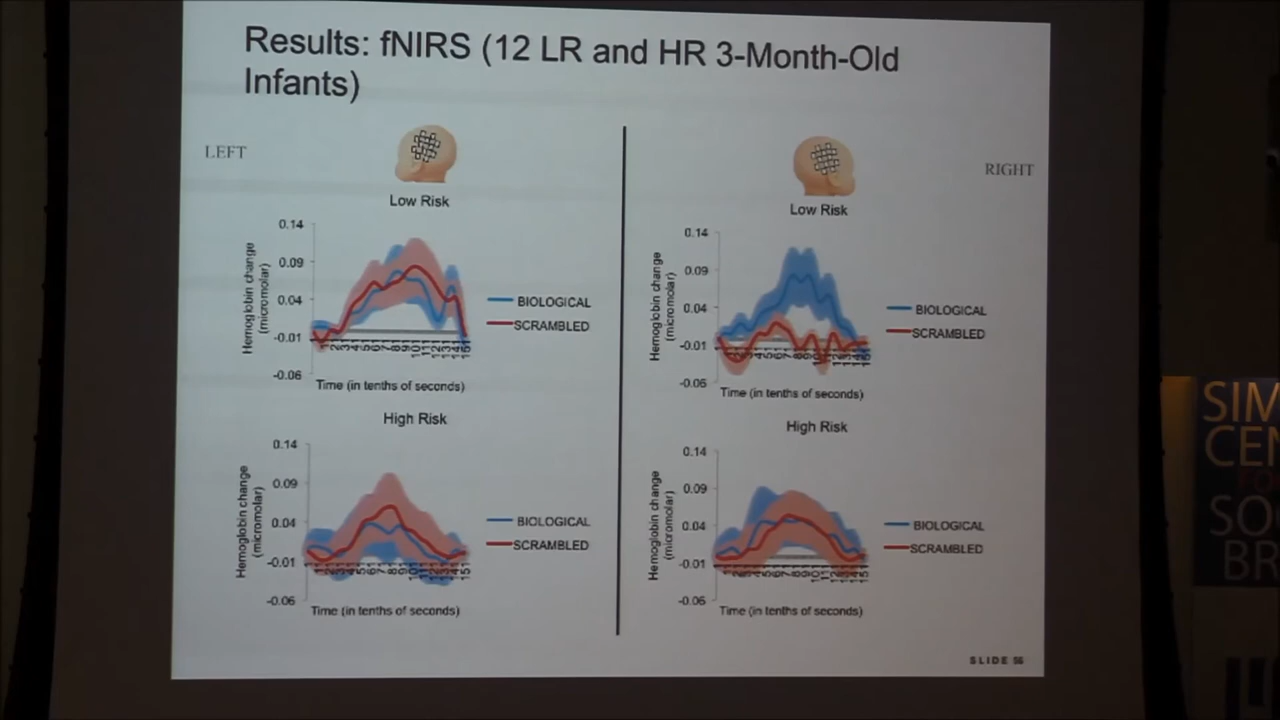 Results: fNIRS (12 LR and HR 3-Month-Old
Infants)
LEFT
RIGHT
Low Risk
0.14
0.09
0.04
-0.01
-0.06
Hemoglobin change
(micromolar)
BIOLOGICAL
SCRAMBLED
Time (in tenths of seconds)
Low Risk
0.14
0.09
0.04
-0.01
-0.06
Hemoglobin change
(micromolar)
BIOLOGICAL
SCRAMBLED
Time (in tenths of seconds)
High Risk
0.14
0.09
0.04
-0.01
-0.06
Hemoglobin change
(micromolar)
BIOLOGICAL
SCRAMBLED
Time (in tenths of seconds)
High Risk
0.14
0.09
0.04
-0.01
-0.06
Hemoglobin change
(micromolar)
BIOLOGICAL
SCRAMBLED
Time (in tenths of seconds)
SLIDE 56
SIM
CEN
FO
SO
BR